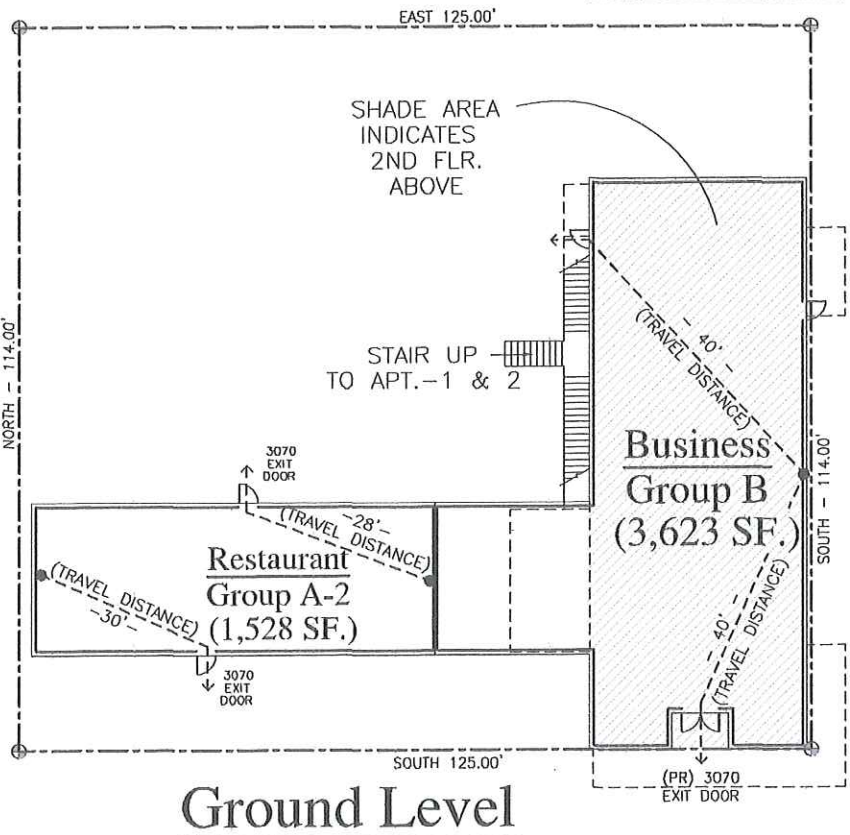 EAST 125.00'
SHADE AREA
INDICATES
2ND FLR.
ABOVE
NORTH - 114.00'
STAIR UP
TO APT.-1 & 2
- 40' -
(TRAVEL DISTANCE)
Business
Group B
(3,623 SF.)
SOUTH - 114.00'
3070
EXIT
DOOR
-28'-
(TRAVEL DISTANCE)
Restaurant
Group A-2
(1,528 SF.)
(TRAVEL DISTANCE)
-30'-
3070
EXIT
DOOR
- 40' -
(TRAVEL DISTANCE)
SOUTH 125.00'
(PR) 3070
EXIT DOOR
Ground Level